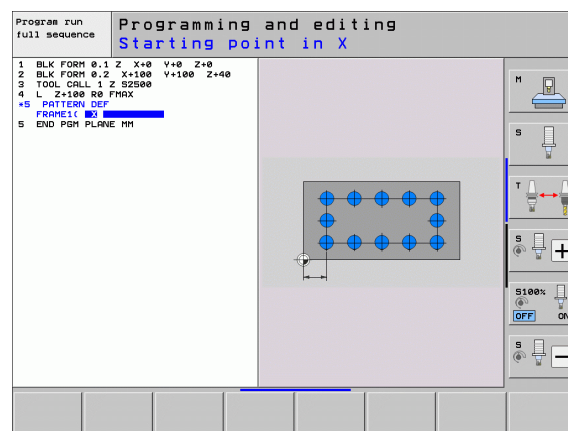 Program run
full sequence
Programming and editing
Starting point in X
1 BLK FORM 0.1 Z X+0 Y+0 Z+0
2 BLK FORM 0.2 X+100 Y+100 Z+40
3 TOOL CALL 1 Z S2500
4 L Z+100 R0 FMAX
*5 PATTERN DEF
FRAME1( X
5 END PGM PLANE MM
M
S
T
S
+
S100%
OFF ON
S
−